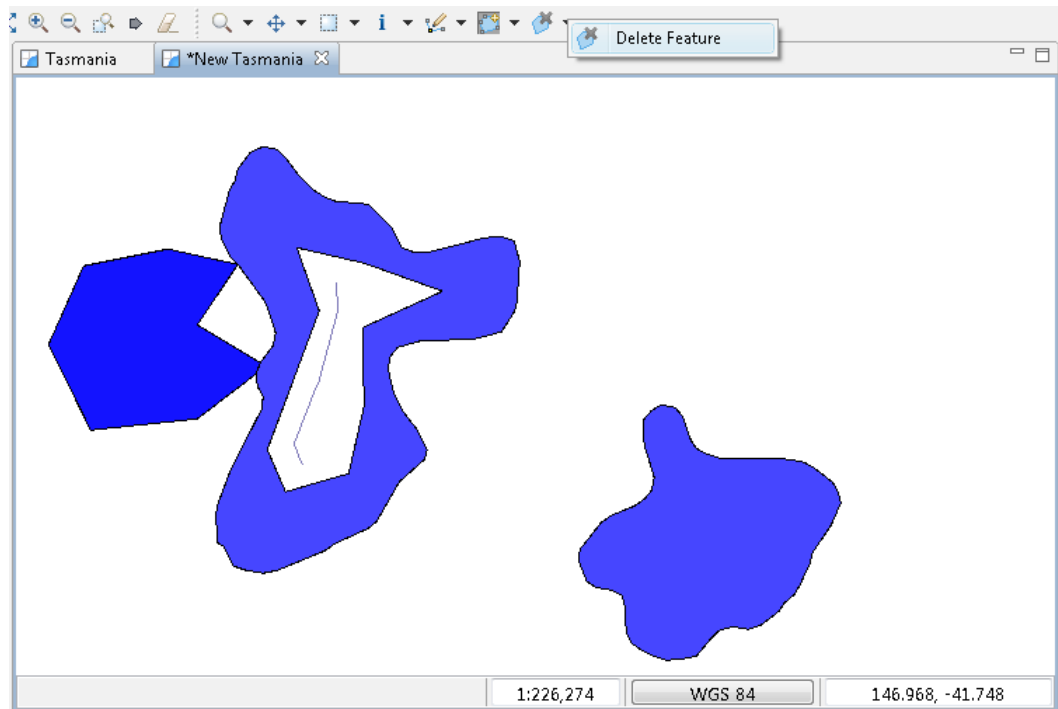 Delete Feature
Tasmania
*New Tasmania
1:226,274
WGS 84
146.968, -41.748